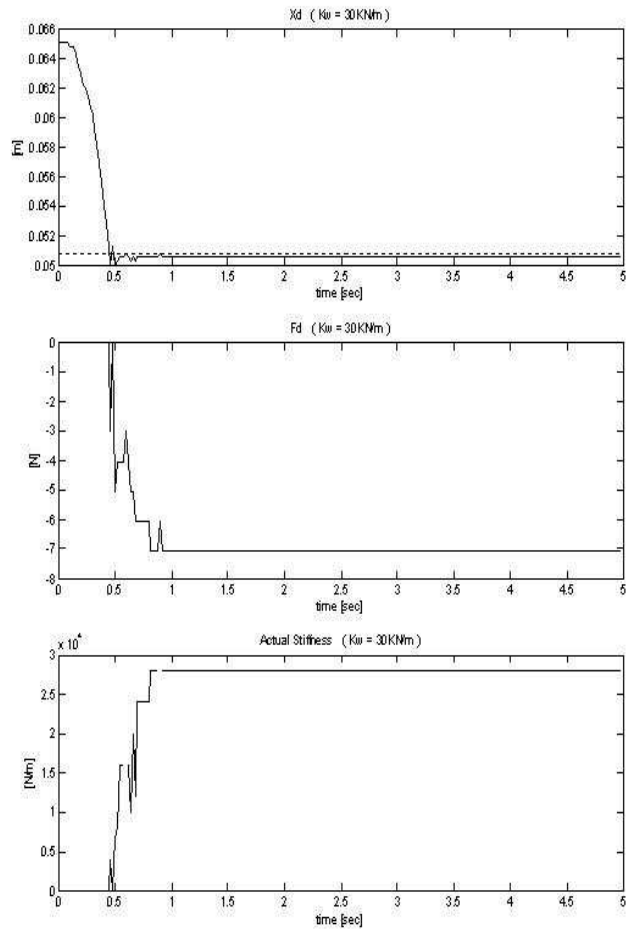 Xd ( Kw = 30KN/m )
0.066
0.064
0.062
0.06
0.058
0.056
0.054
0.052
0.05
[m]
0 0.5 1 1.5 2 2.5 3 3.5 4 4.5 5
time [sec]
Fd ( Kw = 30KN/m )
0
-1
-2
-3
-4
-5
-6
-7
-8
[N]
0 0.5 1 1.5 2 2.5 3 3.5 4 4.5 5
time [sec]
Actual Stiffness ( Kw = 30KN/m )
x 10^4
3
2.5
2
1.5
1
0.5
0
[N/m]
0 0.5 1 1.5 2 2.5 3 3.5 4 4.5 5
time [sec]